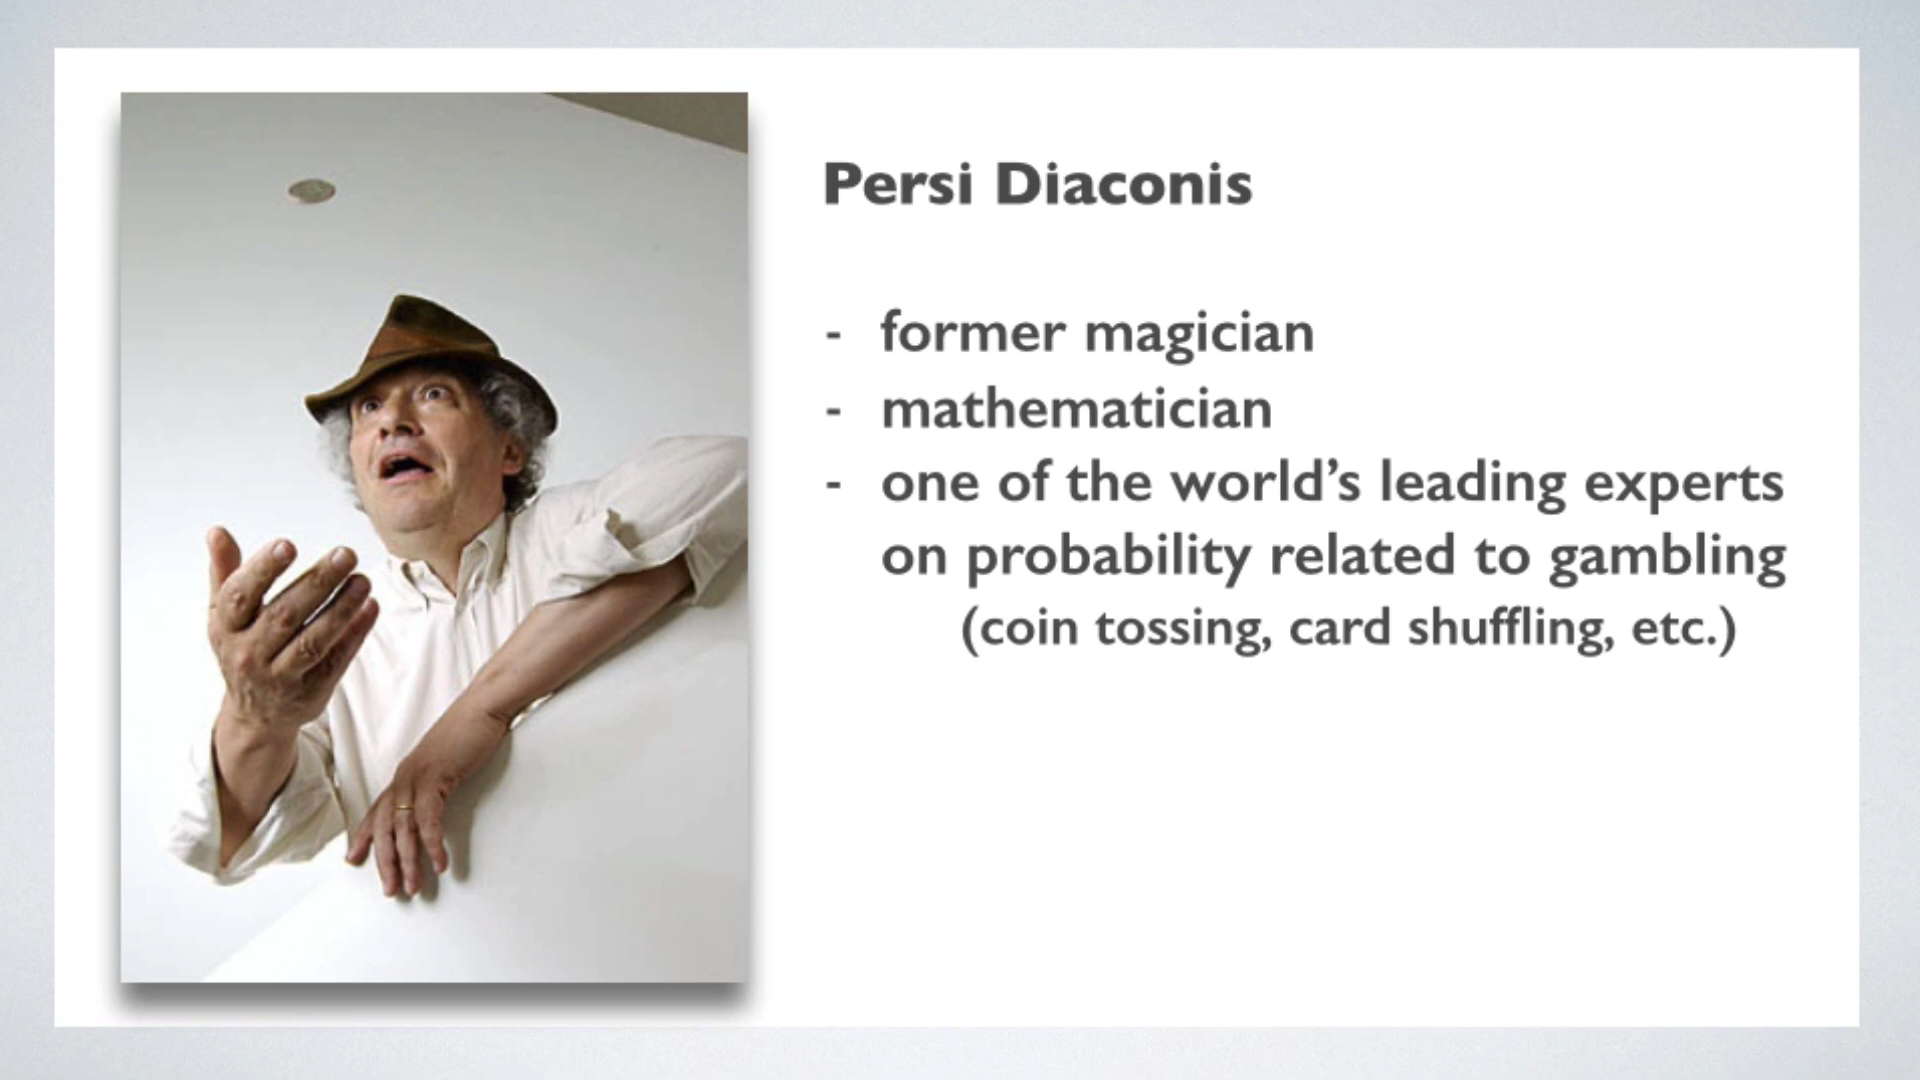 Persi Diaconis
- former magician
- mathematician
- one of the world’s leading experts
on probability related to gambling
(coin tossing, card shuffling, etc.)